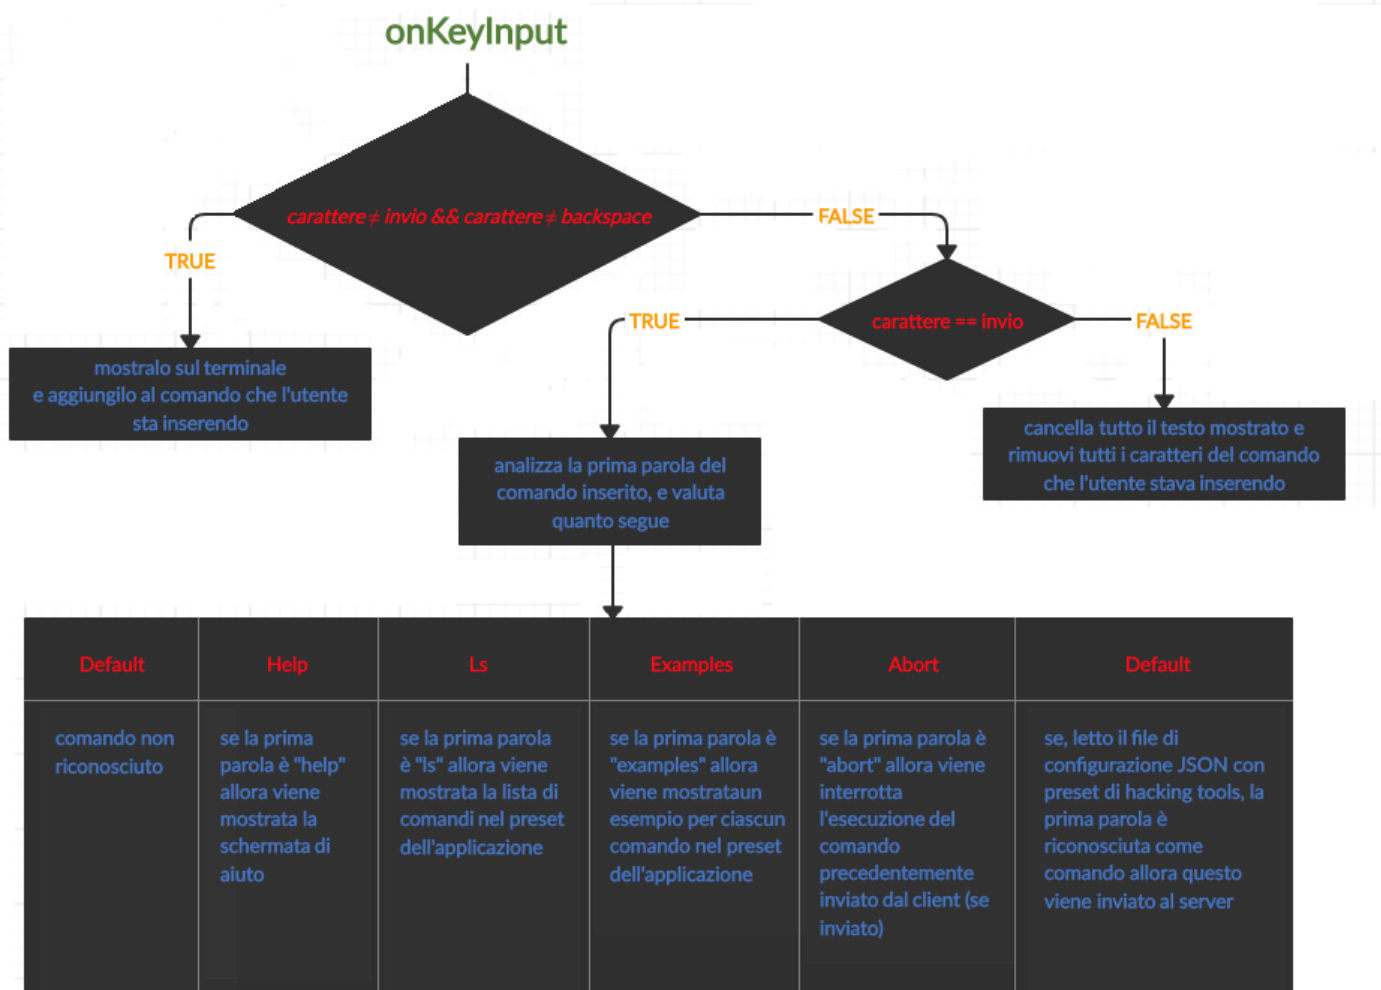 onKeyInput
carattere ≠ invio && carattere ≠ backspace
FALSE
TRUE
TRUE
carattere == invio
FALSE
mostralo sul terminale
e aggiungilo al comando che l'utente
sta inserendo
cancella tutto il testo mostrato e
rimuovi tutti i caratteri del comando
che l'utente stava inserendo
analizza la prima parola del
comando inserito, e valuta
quanto segue
Default
Help
Ls
Examples
Abort
Default
comando non
riconosciuto
se la prima
parola è "help"
allora viene
mostrata la
schermata di
aiuto
se la prima parola
è "ls" allora viene
mostrata la lista di
comandi nel preset
dell'applicazione
se la prima parola è
"examples" allora
viene mostrataun
esempio per ciascun
comando nel preset
dell'applicazione
se la prima parola è
"abort" allora viene
interrotta
l'esecuzione del
comando
precedentemente
inviato dal client (se
inviato)
se, letto il file di
configurazione JSON con
preset di hacking tools, la
prima parola è
riconosciuta come
comando allora questo
viene inviato al server